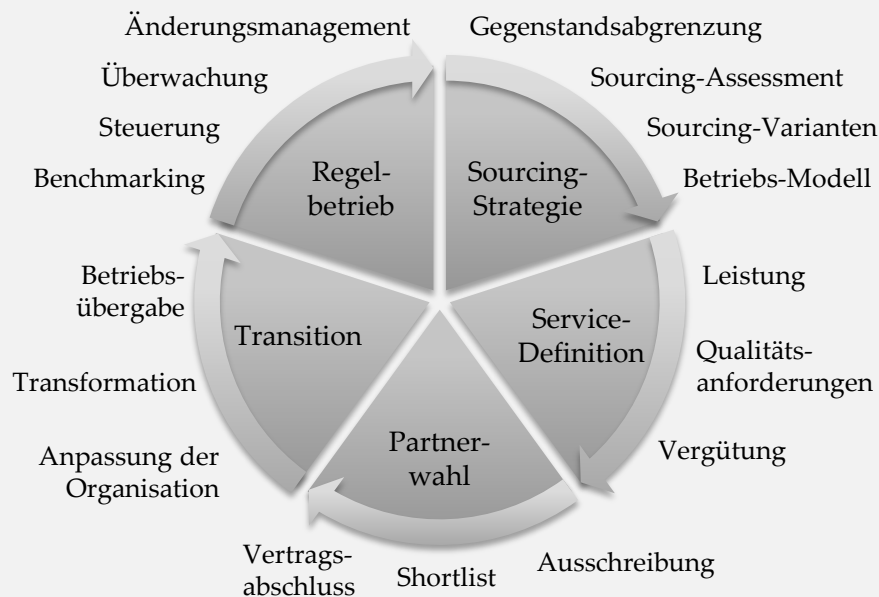 Änderungsmanagement
Gegenstandsabgrenzung
Überwachung
Sourcing-Assessment
Steuerung
Sourcing-Varianten
Benchmarking
Regel-
betrieb
Sourcing-
Strategie
Betriebs-Modell
Betriebs-
übergabe
Leistung
Transition
Service-
Definition
Qualitäts-
anforderungen
Transformation
Partner-
wahl
Vergütung
Anpassung der
Organisation
Vertrags-
abschluss
Shortlist
Ausschreibung